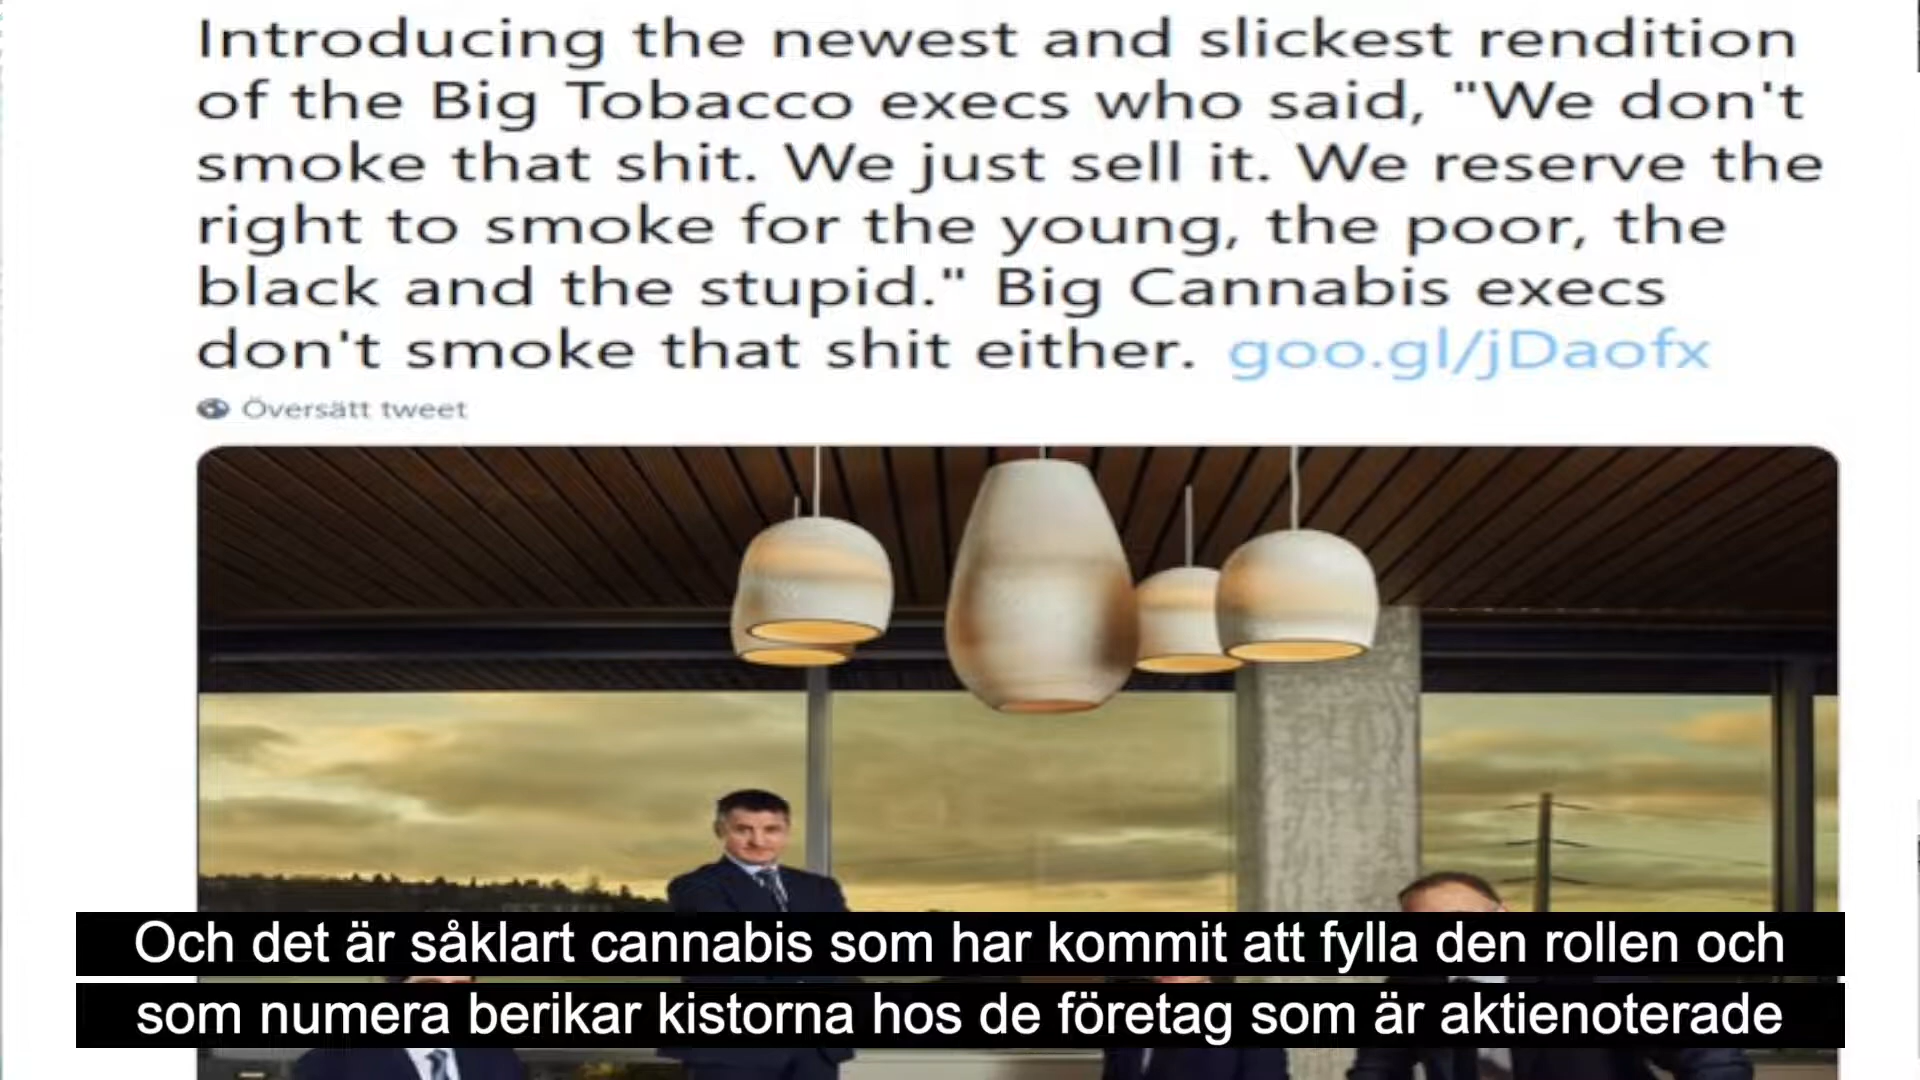 Introducing the newest and slickest rendition
of the Big Tobacco execs who said, "We don't
smoke that shit. We just sell it. We reserve the
right to smoke for the young, the poor, the
black and the stupid." Big Cannabis execs
don't smoke that shit either. goo.gl/jDaofx
Översätt tweet
Och det är såklart cannabis som har kommit att fylla den rollen och
som numera berikar kistorna hos de företag som är aktienoterade